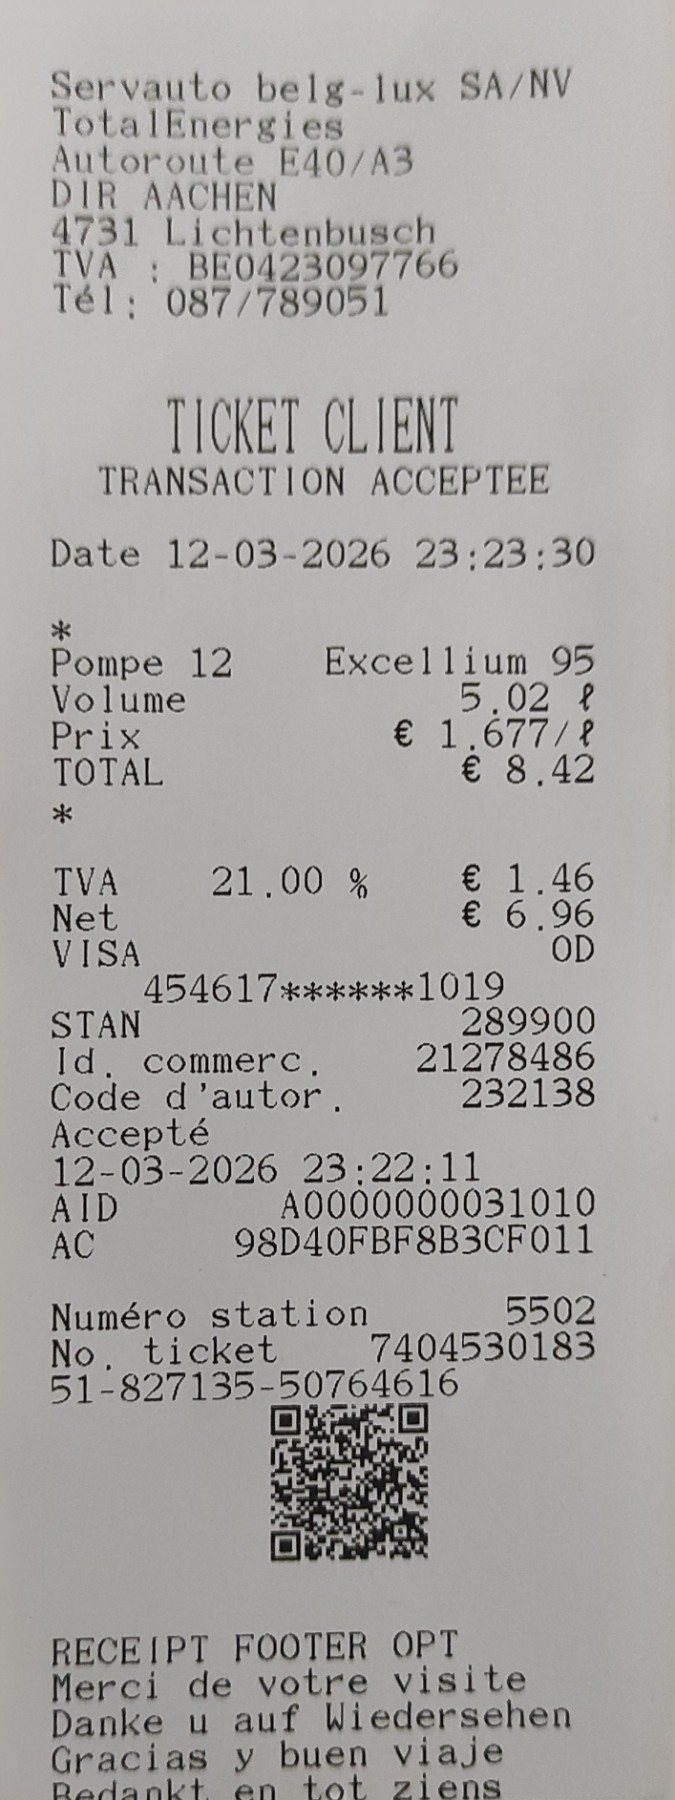 Servauto belg-lux SA/NV
TotalEnergies
Autoroute E40/A3
DIR AACHEN
4731 Lichtenbusch
TVA : BE0423097766
Tél: 087/789051
TICKET CLIENT
TRANSACTION ACCEPTEE
Date 12-03-2026 23:23:30
*
Pompe 12 Excellium 95
Volume 5.02 ℓ
Prix € 1.677/ℓ
TOTAL € 8.42
*
TVA 21.00 % € 1.46
Net € 6.96
VISA OD
454617******1019
STAN 289900
Id. commerc. 21278486
Code d'autor. 232138
Accepté
12-03-2026 23:22:11
AID A0000000031010
AC 98D40FBF8B3CF011
Numéro station 5502
No. ticket 7404530183
51-827135-50764616
RECEIPT FOOTER OPT
Merci de votre visite
Danke u auf Wiedersehen
Gracias y buen viaje
Bedankt en tot ziens